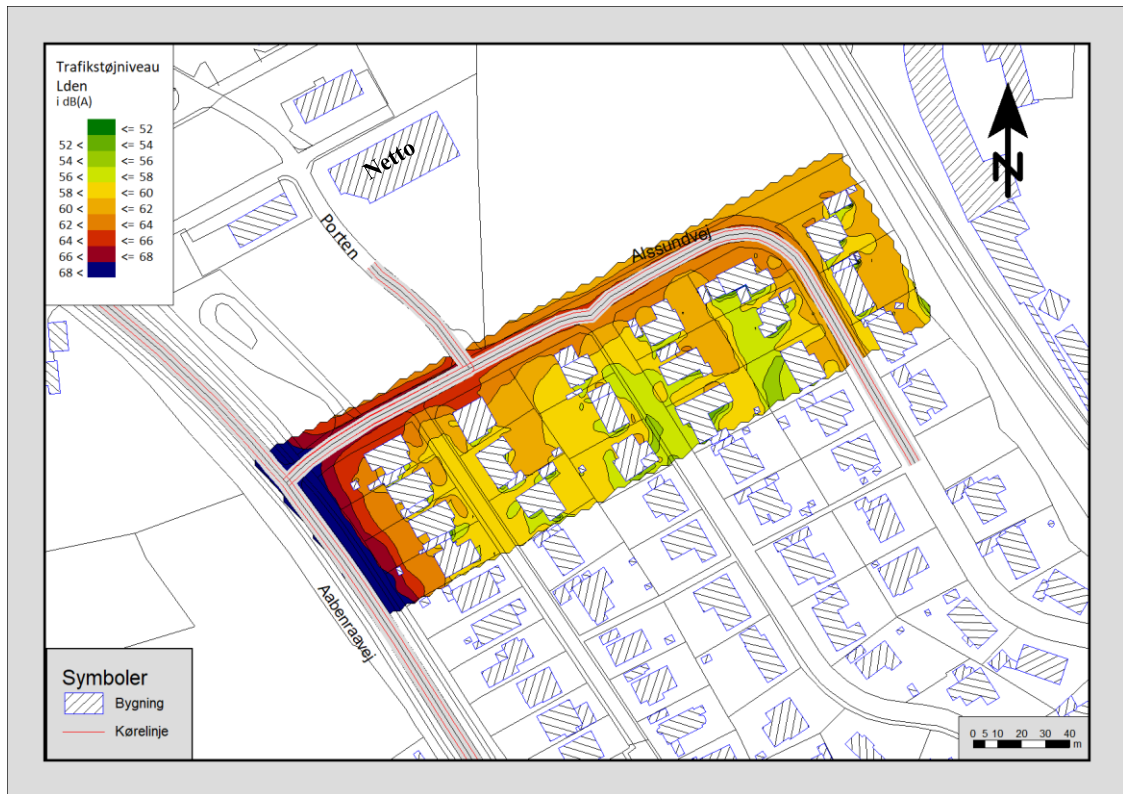 Trafikstøjniveau
Lden
i dB(A)
<= 52
52 < <= 54
54 < <= 56
56 < <= 58
58 < <= 60
60 < <= 62
62 < <= 64
64 < <= 66
66 < <= 68
68 <
Netto
N
Porten
Alssundvej
Aabenraavej
Symboler
Bygning
Kørelinje
0 5 10 20 30 40
m